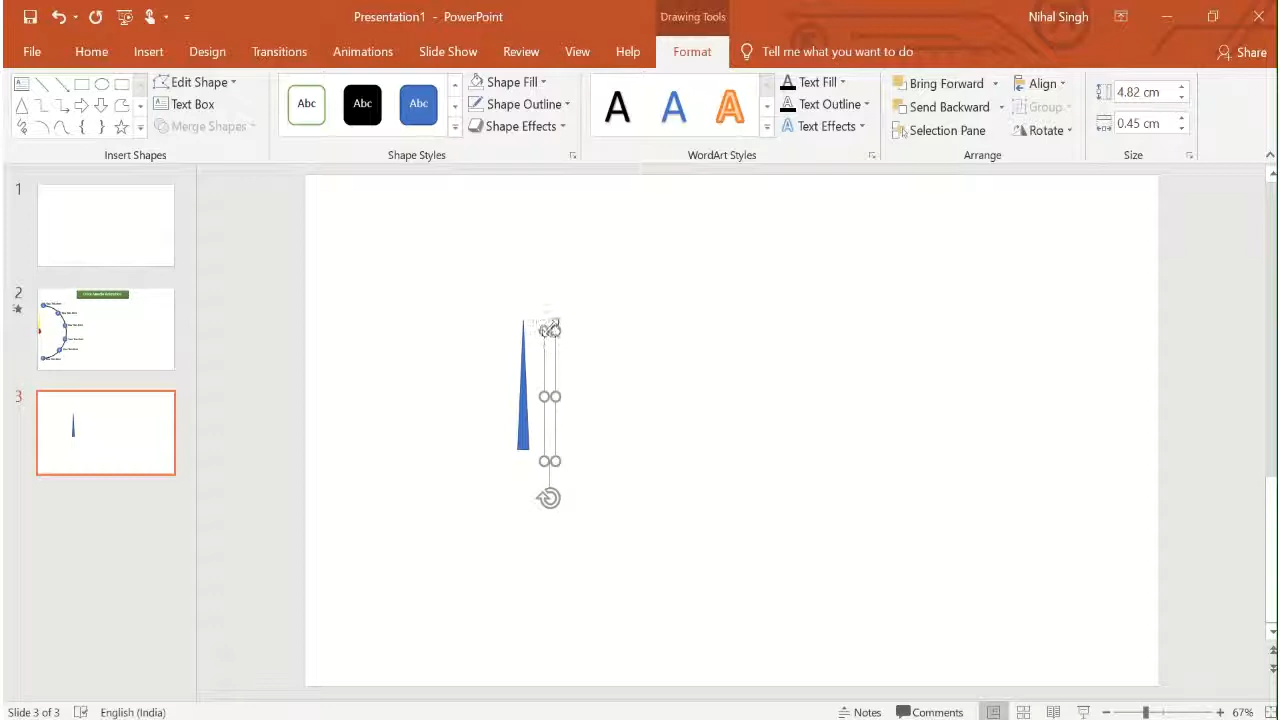 Presentation1 - PowerPoint
Drawing Tools
Nihal Singh
File Home Insert Design Transitions Animations Slide Show Review View Help Format Tell me what you want to do Share
Edit Shape
Text Box
Merge Shapes
Insert Shapes
Abc Abc Abc
Shape Fill
Shape Outline
Shape Effects
Shape Styles
A A A
Text Fill
Text Outline
Text Effects
WordArt Styles
Bring Forward Align
Send Backward Group
Selection Pane Rotate
Arrange
4.82 cm
0.45 cm
Size
1
2
3
Slide 3 of 3 English (India) Notes Comments 67%